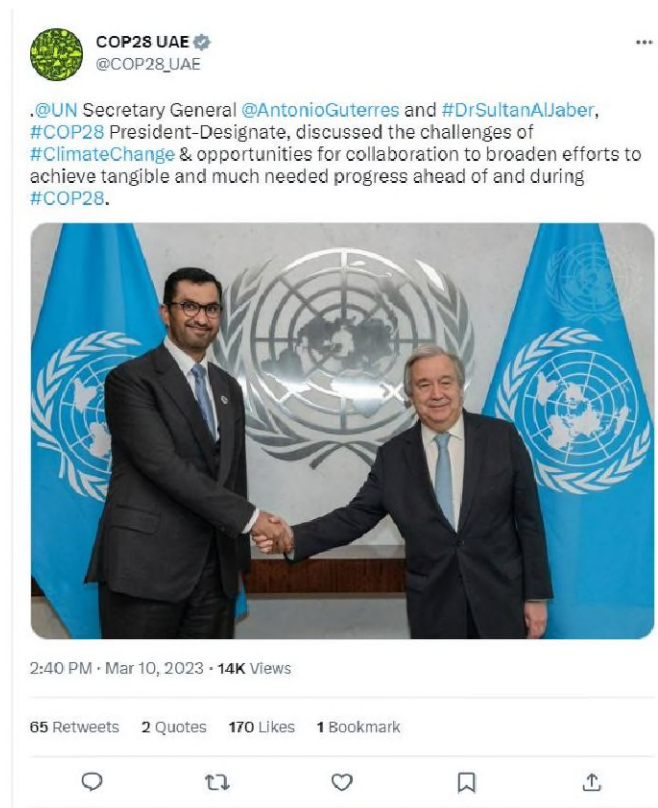 COP28 UAE
@COP28_UAE
.@UN Secretary General @AntonioGuterres and #DrSultanAlJaber,
#COP28 President-Designate, discussed the challenges of
#ClimateChange & opportunities for collaboration to broaden efforts to
achieve tangible and much needed progress ahead of and during
#COP28.
2:40 PM · Mar 10, 2023 · 14K Views
65 Retweets 2 Quotes 170 Likes 1 Bookmark